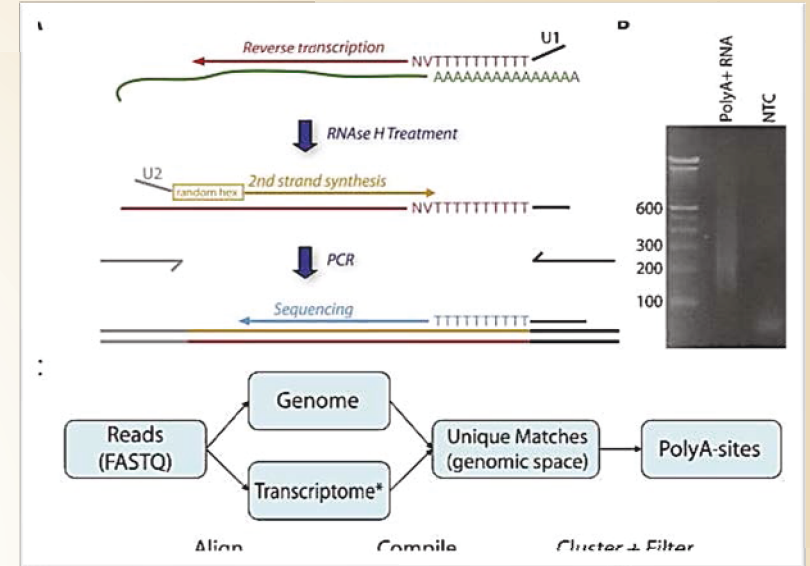 Reverse transcription
NVTTTTTTTTTT
U1
AAAAAAAAAAAAAA
RNAse H Treatment
U2
random hex
2nd strand synthesis
NVTTTTTTTTTT
PCR
Sequencing
TTTTTTTTTT
PolyA+ RNA
NTC
600
300
200
100
Reads
(FASTQ)
Genome
Transcriptome*
Unique Matches
(genomic space)
PolyA-sites
Align
Compile
Cluster + Filter